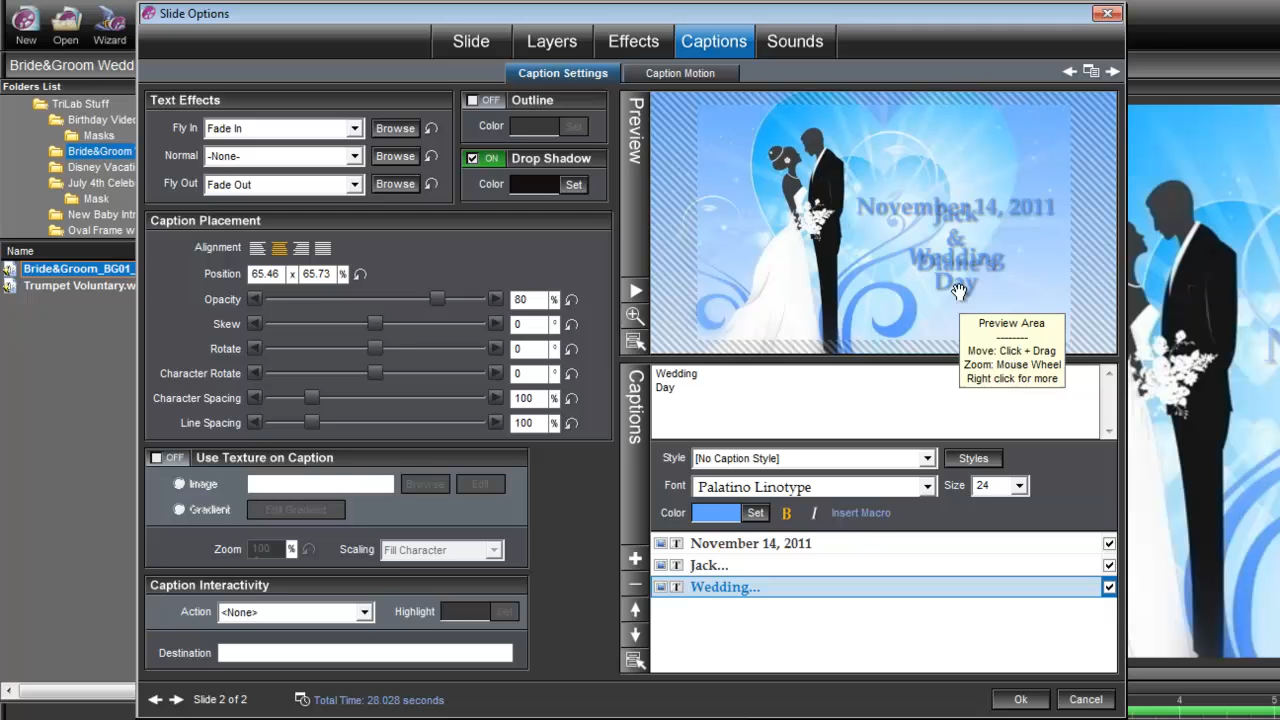 Slide Options
New
Open
Wizard
Slide
Layers
Effects
Captions
Sounds
Bride&Groom Wedd
Caption Settings
Caption Motion
Folders List
TriLab Stuff
Birthday Video
Masks
Bride&Groom
Disney Vacati
July 4th Celeb
Mask
New Baby Intr
Oval Frame w
Name
Bride&Groom_BG01_
Trumpet Voluntary.w
Text Effects
Fly In
Fade In
Browse
Normal
-None-
Browse
Fly Out
Fade Out
Browse
OFF
Outline
Color
Set
ON
Drop Shadow
Color
Set
Caption Placement
Alignment
Position
65.46
x
65.73
%
Opacity
80
%
Skew
0
°
Rotate
0
°
Character Rotate
0
°
Character Spacing
100
%
Line Spacing
100
%
OFF
Use Texture on Caption
Image
Browse
Edit
Gradient
Edit Gradient
Zoom
100
%
Scaling
Fill Character
Caption Interactivity
Action
<None>
Highlight
Set
Destination
Slide 2 of 2
Total Time: 28.028 seconds
Preview
November 14, 2011
Jack
&
Wedding
Diane's
Day
Preview Area
--------
Move: Click + Drag
Zoom: Mouse Wheel
Right click for more
Captions
Wedding
Day
Style
[No Caption Style]
Styles
Font
Palatino Linotype
Size
24
Color
Set
B
I
Insert Macro
November 14, 2011
Jack...
Wedding...
Ok
Cancel
4
5